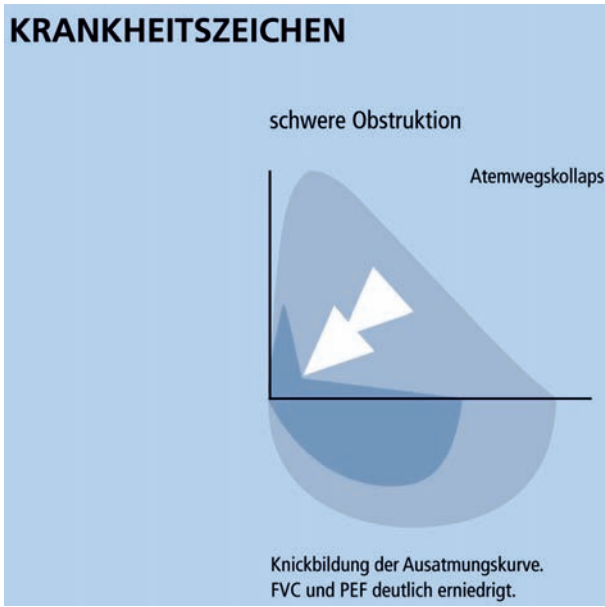 KRANKHEITSZEICHEN
schwere Obstruktion
Atemwegskollaps
Knickbildung der Ausatmungskurve.
FVC und PEF deutlich erniedrigt.